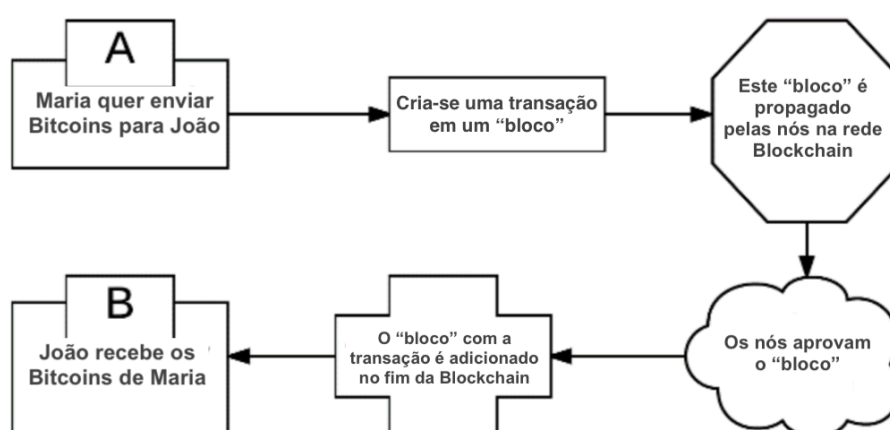 A
Maria quer enviar
Bitcoins para João
Cria-se uma transação
em um “bloco”
Este “bloco” é
propagado
pelas nós na rede
Blockchain
Os nós aprovam
o “bloco”
O “bloco” com a
transação é adicionado
no fim da Blockchain
B
João recebe os
Bitcoins de Maria